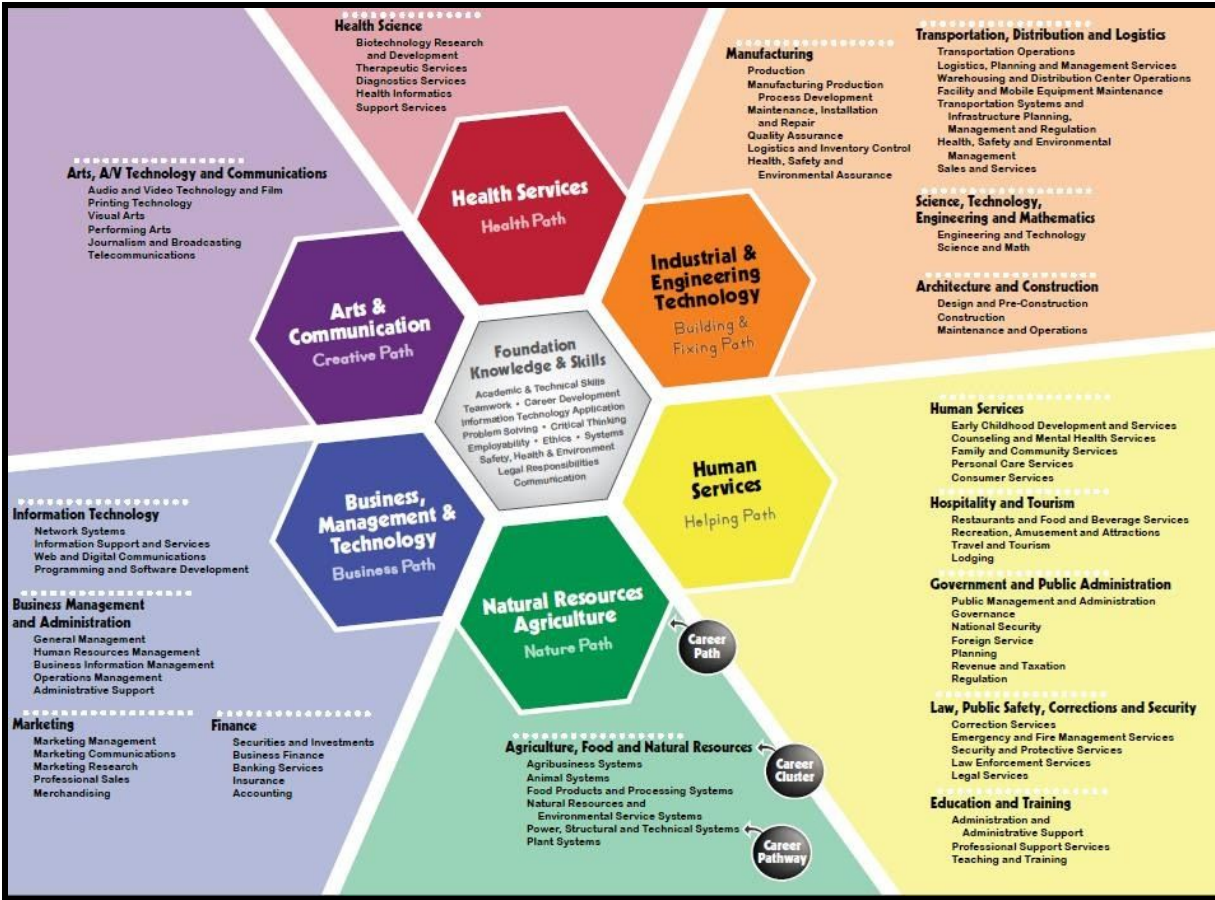 Health Science
Biotechnology Research
and Development
Therapeutic Services
Diagnostics Services
Health Informatics
Support Services
Manufacturing
Production
Manufacturing Production
Process Development
Maintenance, Installation
and Repair
Quality Assurance
Logistics and Inventory Control
Health, Safety and
Environmental Assurance
Transportation, Distribution and Logistics
Transportation Operations
Logistics, Planning and Management Services
Warehousing and Distribution Center Operations
Facility and Mobile Equipment Maintenance
Transportation Systems and
Infrastructure Planning,
Management and Regulation
Health, Safety and Environmental
Management
Sales and Services
Science, Technology,
Engineering and Mathematics
Engineering and Technology
Science and Math
Architecture and Construction
Design and Pre-Construction
Construction
Maintenance and Operations
Arts, A/V Technology and Communications
Audio and Video Technology and Film
Printing Technology
Visual Arts
Performing Arts
Journalism and Broadcasting
Telecommunications
Health Services
Health Path
Industrial &
Engineering
Technology
Building &
Fixing Path
Arts &
Communication
Creative Path
Foundation
Knowledge & Skills
Academic & Technical Skills
Teamwork • Career Development
Information Technology Application
Problem Solving • Critical Thinking
Employability • Ethics • Systems
Safety, Health & Environment
Legal Responsibilities
Communication
Human
Services
Helping Path
Business,
Management &
Technology
Business Path
Natural Resources
Agriculture
Nature Path
Career
Path
Human Services
Early Childhood Development and Services
Counseling and Mental Health Services
Family and Community Services
Personal Care Services
Consumer Services
Hospitality and Tourism
Restaurants and Food and Beverage Services
Recreation, Amusement and Attractions
Travel and Tourism
Lodging
Government and Public Administration
Public Management and Administration
Governance
National Security
Foreign Service
Planning
Revenue and Taxation
Regulation
Law, Public Safety, Corrections and Security
Correction Services
Emergency and Fire Management Services
Security and Protective Services
Law Enforcement Services
Legal Services
Education and Training
Administration and
Administrative Support
Professional Support Services
Teaching and Training
Information Technology
Network Systems
Information Support and Services
Web and Digital Communications
Programming and Software Development
Business Management
and Administration
General Management
Human Resources Management
Business Information Management
Operations Management
Administrative Support
Marketing
Marketing Management
Marketing Communications
Marketing Research
Professional Sales
Merchandising
Finance
Securities and Investments
Business Finance
Banking Services
Insurance
Accounting
Agriculture, Food and Natural Resources
Agribusiness Systems
Animal Systems
Food Products and Processing Systems
Natural Resources and
Environmental Service Systems
Power, Structural and Technical Systems
Plant Systems
Career
Cluster
Career
Pathway